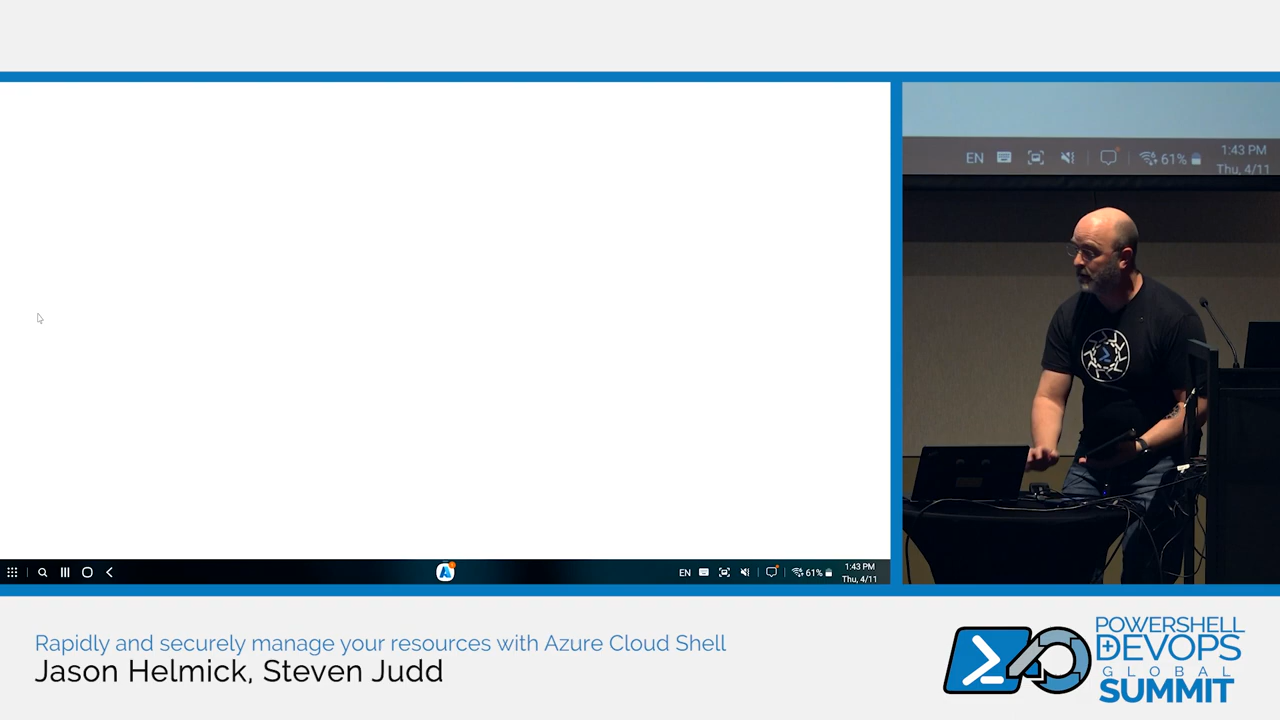 EN
61%
1:43 PM
Thu, 4/11
EN
61%
1:43 PM
Thu, 4/11
Rapidly and securely manage your resources with Azure Cloud Shell
Jason Helmick, Steven Judd
POWERSHELL
DEVOPS
GLOBAL
SUMMIT